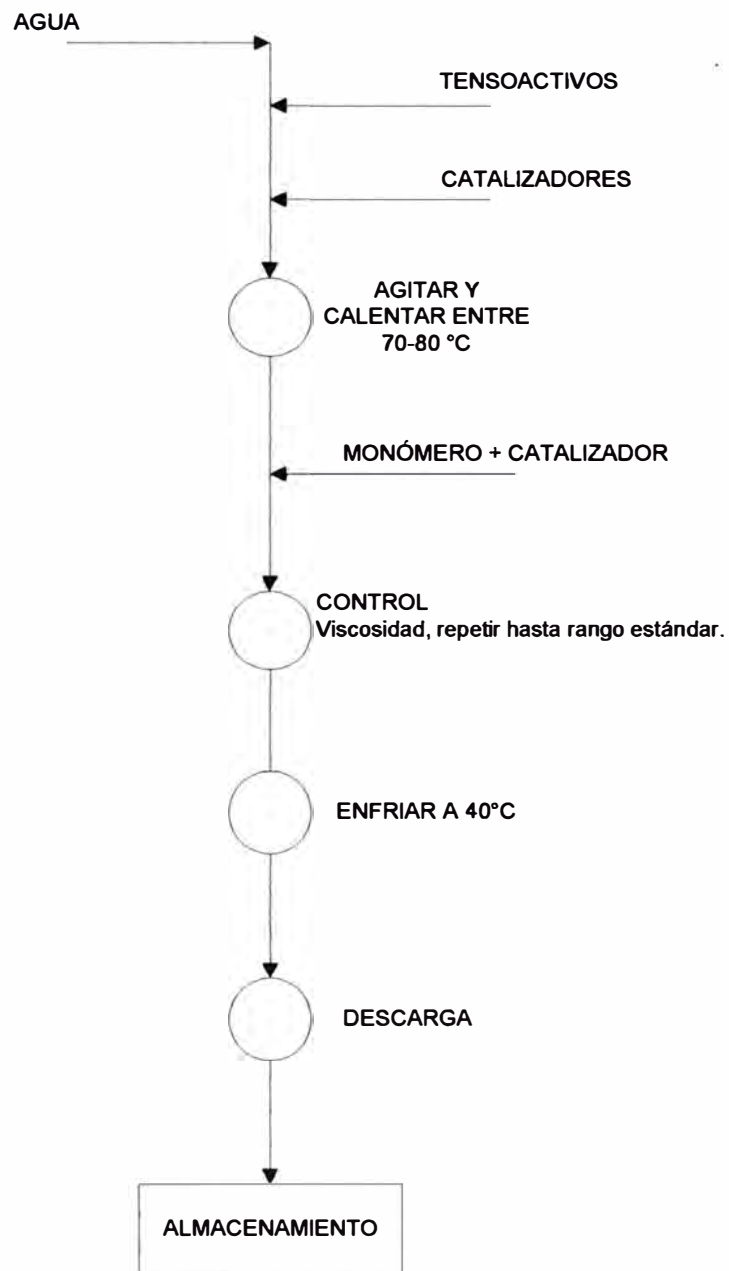 AGUA
TENSOACTIVOS
CATALIZADORES
AGITAR Y
CALENTAR ENTRE
70-80 °C
MONÓMERO + CATALIZADOR
CONTROL
Viscosidad, repetir hasta rango estándar.
ENFRIAR A 40°C
DESCARGA
ALMACENAMIENTO